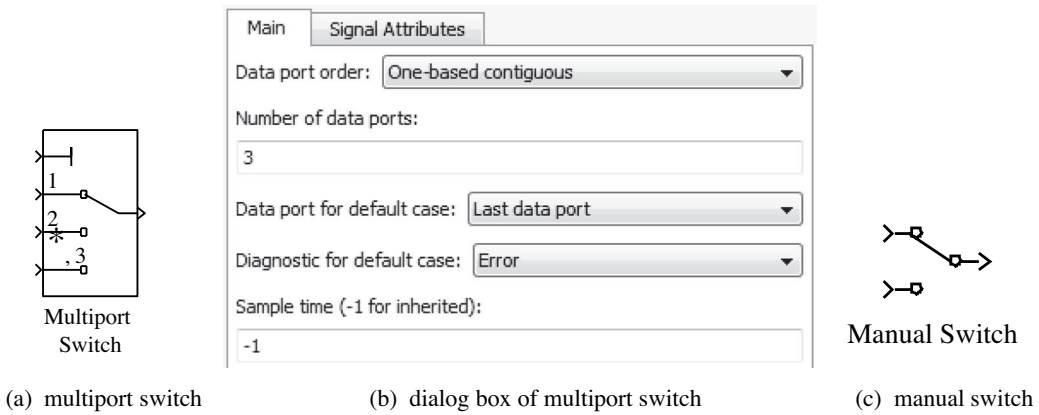 1
2
*
, 3
Multiport
Switch
Main
Signal Attributes
Data port order: One-based contiguous
Number of data ports:
3
Data port for default case: Last data port
Diagnostic for default case: Error
Sample time (-1 for inherited):
-1
Manual Switch
(a) multiport switch
(b) dialog box of multiport switch
(c) manual switch